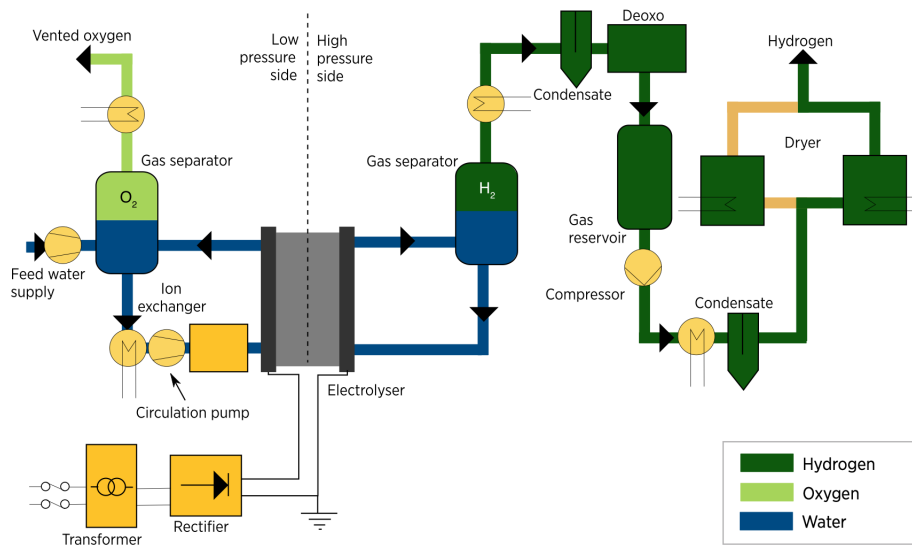 Vented oxygen
Low
pressure
side
High
pressure
side
Deoxo
Hydrogen
Condensate
Gas separator
Gas separator
Dryer
O2
H2
Gas
reservoir
Feed water
supply
Ion
exchanger
Compressor
Condensate
Electrolyser
Circulation pump
Transformer
Rectifier
Hydrogen
Oxygen
Water